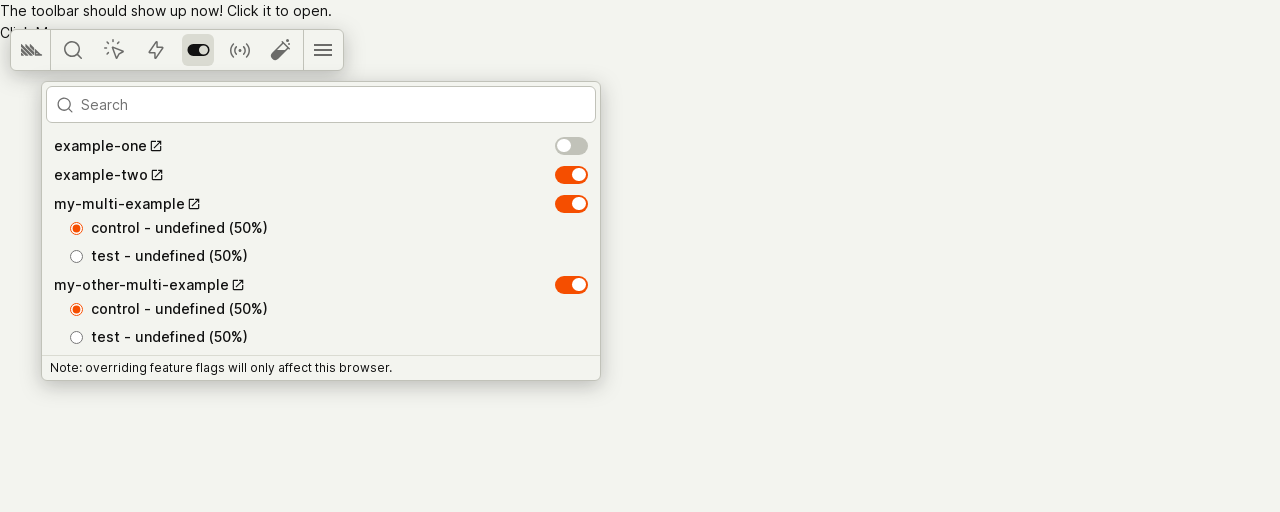 The toolbar should show up now! Click it to open.
Search
example-one
example-two
my-multi-example
control - undefined (50%)
test - undefined (50%)
my-other-multi-example
control - undefined (50%)
test - undefined (50%)
Note: overriding feature flags will only affect this browser.